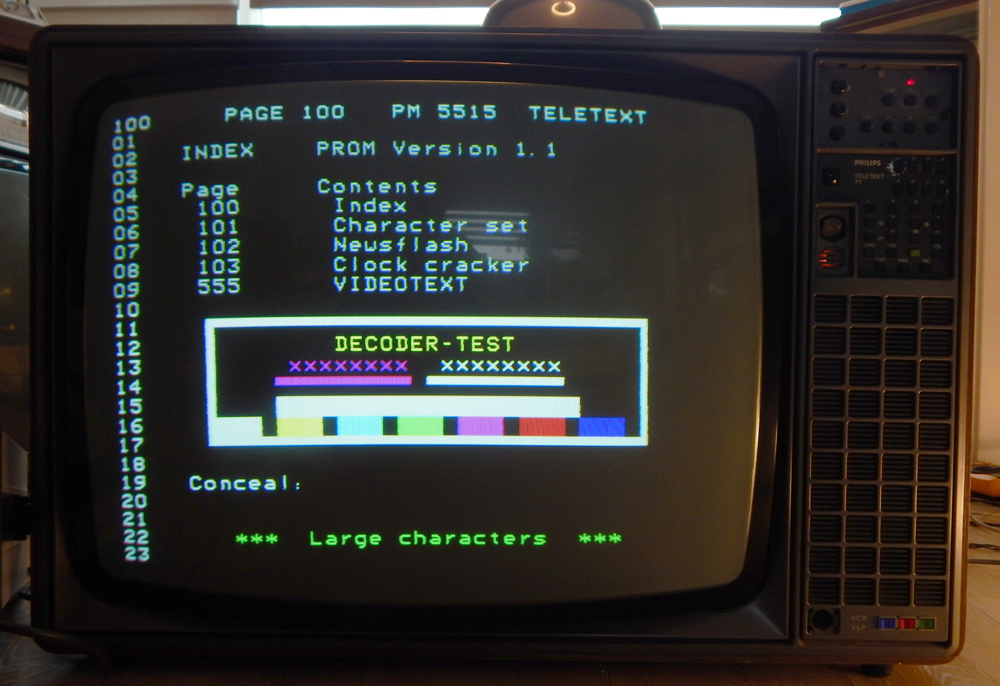 100 PAGE 100 PM 5515 TELETEXT
01
02 INDEX PROM Version 1.1
03
04 Page Contents
05 100 Index
06 101 Character set
07 102 Newsflash
08 103 Clock cracker
09 555 VIDEOTEXT
10
11
12 DECODER-TEST
13 xxxxxxxx xxxxxxxx
14
15
16
17
18
19 Conceal:
20
21
22 *** Large characters ***
23
PHILIPS
TELETEXT
VCR
VLP